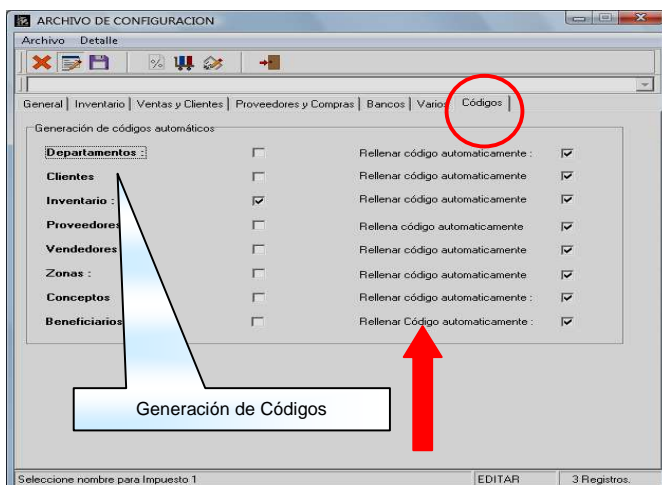 ARCHIVO DE CONFIGURACION
Archivo Detalle
General Inventario Ventas y Clientes Proveedores y Compras Bancos Varios Códigos
Generación de códigos automáticos
Departamentos : Rellenar código automaticamente :
Clientes Rellenar código automaticamente
Inventario : Rellenar código automaticamente
Proveedores Rellena código automaticamente
Vendedores Rellenar código automaticamente
Zonas : Rellenar código automaticamente
Conceptos Rellenar código automaticamente :
Beneficiarios Rellenar Código automaticamente :
Generación de Códigos
Seleccione nombre para Impuesto 1 EDITAR 3 Registros.